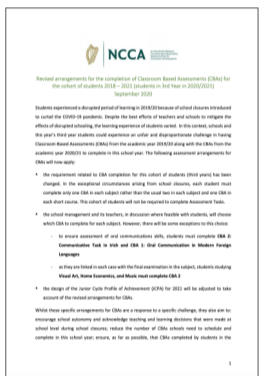 NCCA
Revised arrangements for the completion of Classroom Based Assessments (CBAs) for
the cohort of students 2018 – 2021 (students in 3rd Year in 2020/2021)
September 2020
Students experienced a disrupted period of learning in 2019/20 because of school closures introduced
to curtail the COVID-19 pandemic. Despite the best efforts of teachers and schools to mitigate the
effects of disrupted schooling, the learning experience of students varied. In this context, schools and
this year's third year students could experience an unfair and disproportionate challenge in having
Classroom Based Assessments (CBAs) from the academic year 2019/20 along with the CBAs from the
academic year 2020/21 to complete in this school year. The following assessment arrangements for
CBAs will now apply:
• the requirement related to CBA completion for this cohort of students (third years) has been
changed. In the exceptional circumstances arising from school closures, each student must
complete only one CBA in each subject rather than the usual two in each subject and one CBA in
each short course. This cohort of students will not be required to complete Assessment Tasks.
• the school management and its teachers, in discussion where feasible with students, will choose
which CBA to complete for each subject. However, there will be some exceptions to this choice:
- to ensure assessment of oral communications skills, students must complete CBA 2:
Communicative Task in Irish and CBA 1: Oral Communication in Modern Foreign
Languages
- as they are linked in each case with the final examination in the subject, students studying
Visual Art, Home Economics, and Music must complete CBA 2
• the design of the Junior Cycle Profile of Achievement (JCPA) for 2021 will be adjusted to take
account of the revised arrangements for CBAs.
Whilst these specific arrangements for CBAs are a response to a specific challenge, they also aim to:
encourage school autonomy and acknowledge teaching and learning decisions that were made at
school level during school closures; reduce the number of CBAs schools need to schedule and
complete in this school year; ensure, as far as possible, that CBAs completed by students in the
1